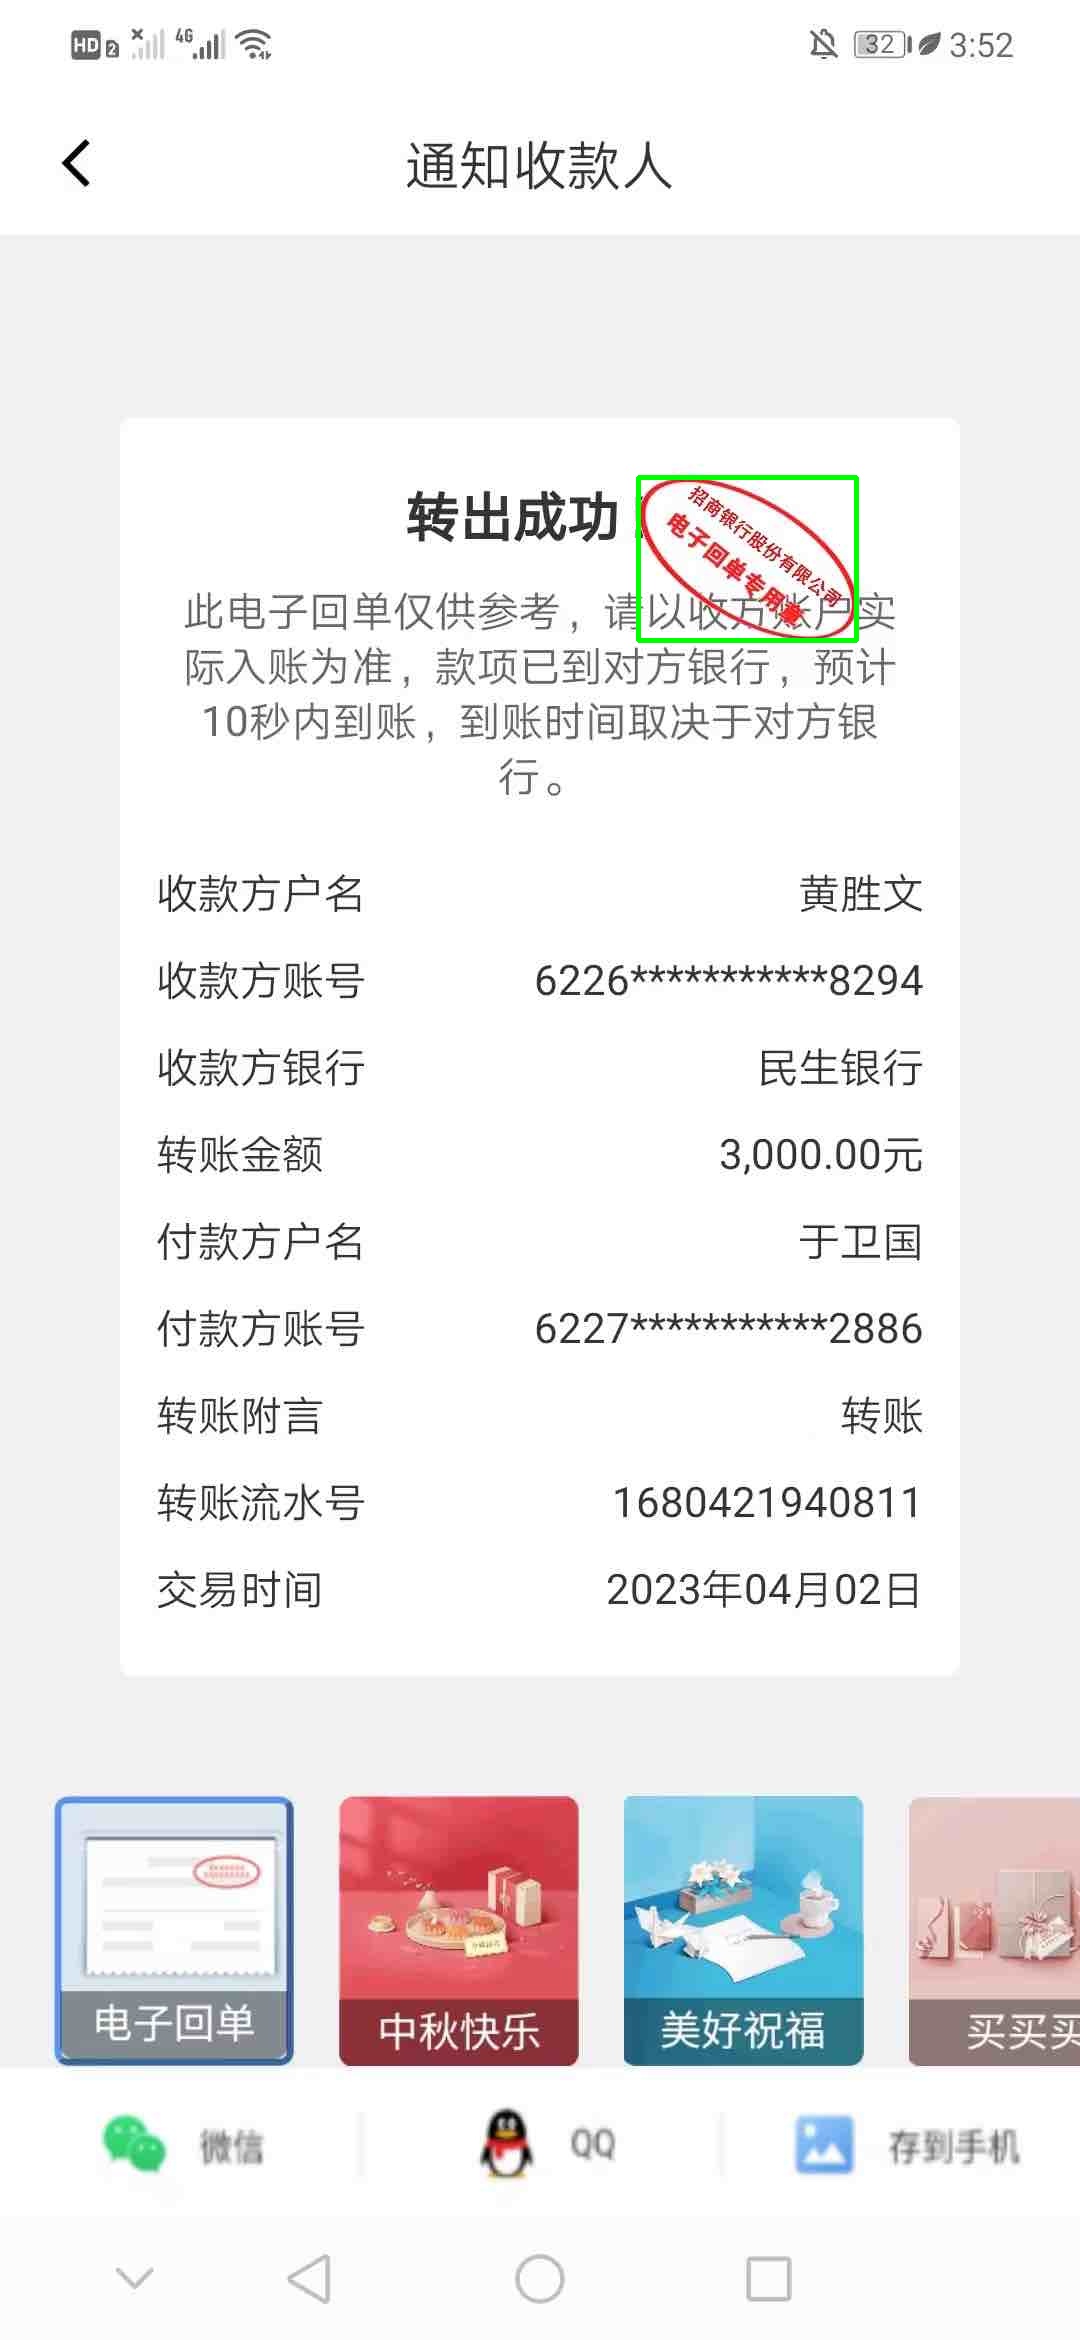 HD 2 4G 32 3:52
通知收款人
转出成功
招商银行股份有限公司
电子回单专用章
此电子回单仅供参考，请以收方账户实
际入账为准，款项已到对方银行，预计
10秒内到账，到账时间取决于对方银
行。
收款方户名 黄胜文
收款方账号 6226***********8294
收款方银行 民生银行
转账金额 3,000.00元
付款方户名 于卫国
付款方账号 6227***********2886
转账附言 转账
转账流水号 1680421940811
交易时间 2023年04月02日
电子回单 中秋快乐 美好祝福 买买买
微信 QQ 存到手机